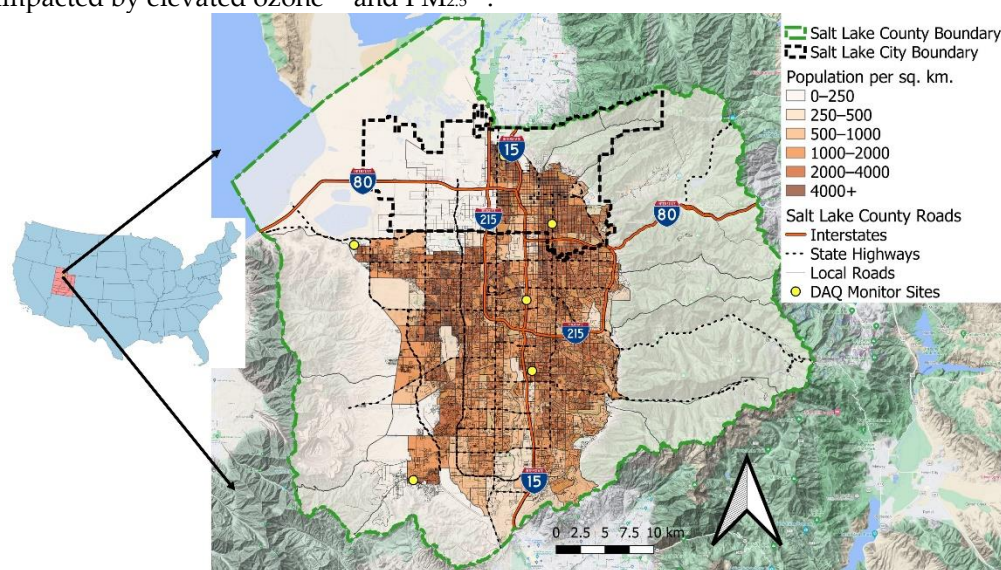 impacted by elevated ozone and PM2.5 .
Salt Lake County Boundary
Salt Lake City Boundary
Population per sq. km.
0–250
250–500
500–1000
1000–2000
2000–4000
4000+
Salt Lake County Roads
Interstates
State Highways
Local Roads
DAQ Monitor Sites
15
80
215
80
215
15
0 2.5 5 7.5 10 km